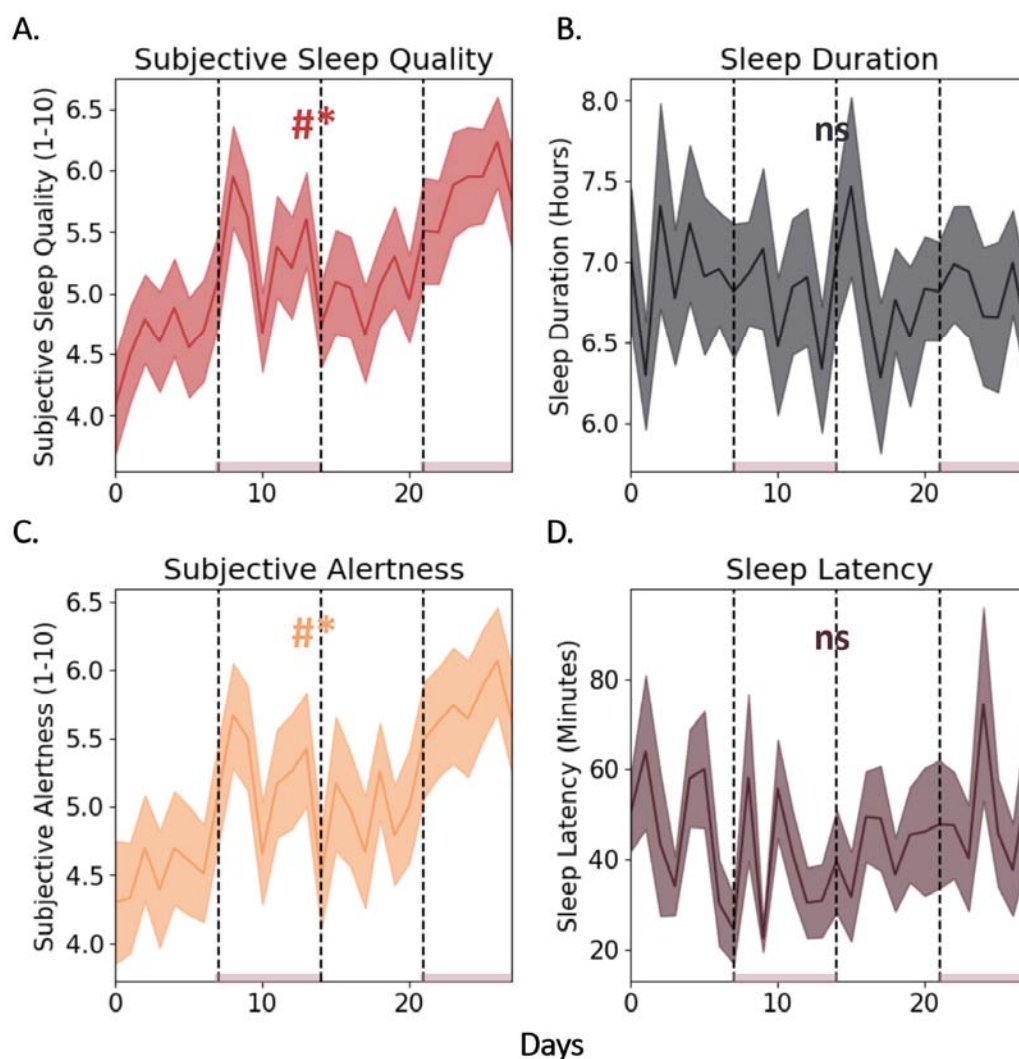 A.
Subjective Sleep Quality
Subjective Sleep Quality (1-10)
6.5
6.0
5.5
5.0
4.5
4.0
#*
0
10
20
B.
Sleep Duration
Sleep Duration (Hours)
8.0
7.5
7.0
6.5
6.0
ns
0
10
20
C.
Subjective Alertness
Subjective Alertness (1-10)
6.5
6.0
5.5
5.0
4.5
4.0
#*
0
10
20
D.
Sleep Latency
Sleep Latency (Minutes)
80
60
40
20
ns
0
10
20
Days